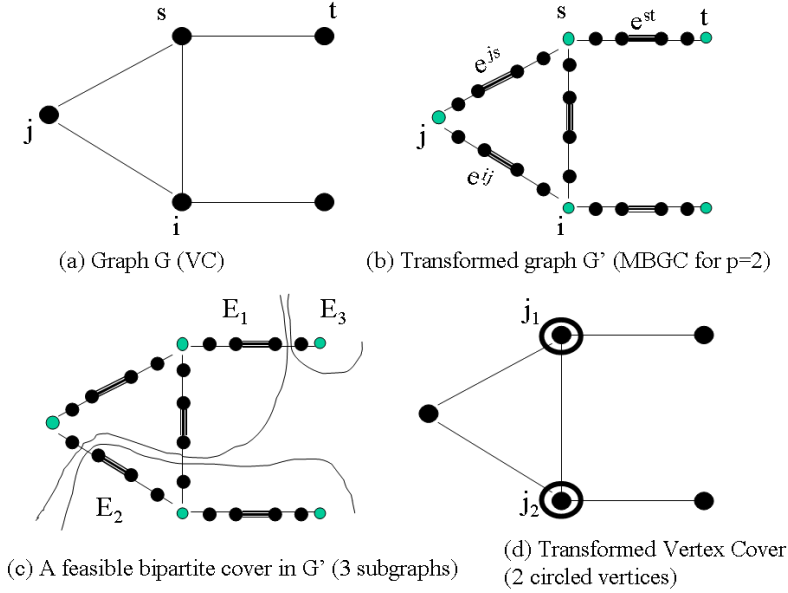 s
t
j
i
(a) Graph G (VC)
s
e^st
t
e^js
j
e^ij
i
(b) Transformed graph G' (MBGC for p=2)
E₁
E₃
E₂
(c) A feasible bipartite cover in G' (3 subgraphs)
j₁
j₂
(d) Transformed Vertex Cover
(2 circled vertices)